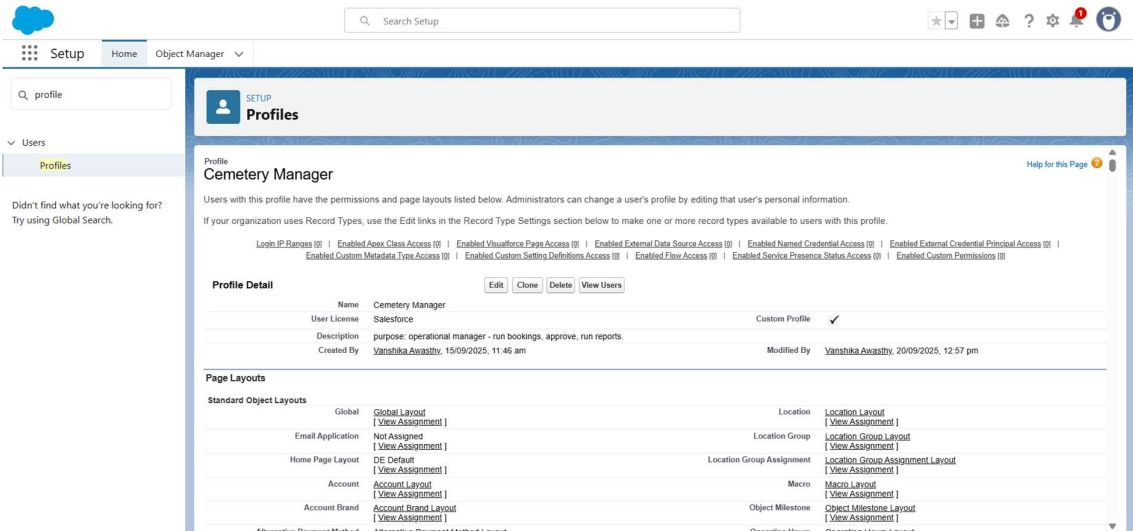 Search Setup
1
Setup
Home
Object Manager
profile
Users
Profiles
Didn't find what you're looking for?
Try using Global Search.
SETUP
Profiles
Profile
Cemetery Manager
Help for this Page
Users with this profile have the permissions and page layouts listed below. Administrators can change a user's profile by editing that user's personal information.
If your organization uses Record Types, use the Edit links in the Record Type Settings section below to make one or more record types available to users with this profile.
Login IP Ranges [0] | Enabled Apex Class Access [0] | Enabled Visualforce Page Access [0] | Enabled External Data Source Access [0] | Enabled Named Credential Access [0] | Enabled External Credential Principal Access [0] |
Enabled Custom Metadata Type Access [0] | Enabled Custom Setting Definitions Access [0] | Enabled Flow Access [0] | Enabled Service Presence Status Access [0] | Enabled Custom Permissions [0]
Profile Detail
Edit Clone Delete View Users
Name Cemetery Manager
User License Salesforce Custom Profile ✓
Description purpose: operational manager - run bookings, approve, run reports.
Created By Vanshika Awasthy, 15/09/2025, 11:46 am Modified By Vanshika Awasthy, 20/09/2025, 12:57 pm
Page Layouts
Standard Object Layouts
Global Global Layout Location Location Layout
[ View Assignment ] [ View Assignment ]
Email Application Not Assigned Location Group Location Group Layout
[ View Assignment ] [ View Assignment ]
Home Page Layout DE Default Location Group Assignment Location Group Assignment Layout
[ View Assignment ] [ View Assignment ]
Account Account Layout Macro Macro Layout
[ View Assignment ] [ View Assignment ]
Account Brand Account Brand Layout Object Milestone Object Milestone Layout
[ View Assignment ] [ View Assignment ]
Alternative Payment Method Alternative Payment Method Layout Operating Hours Operating Hours Layout